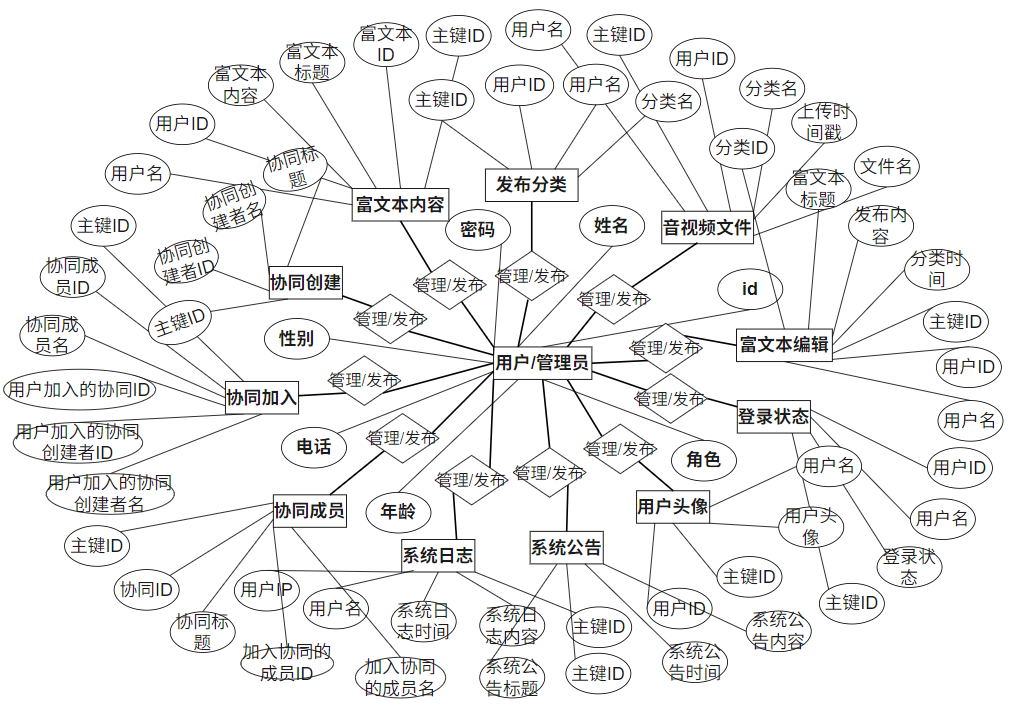 富文本
ID
主键ID
用户名
主键ID
富文本
标题
用户ID
富文本
内容
主键ID
用户ID
用户名
分类名
分类名
上传时
间戳
用户ID
分类ID
协同标
题
文件名
用户名
富文本
标题
发布分类
协同创
建者名
富文本内容
发布内
容
主键ID
密码
姓名
音视频文件
协同创
建者ID
分类时
间
协同成
员ID
管理/发布
管理/发布
协同创建
id
管理/发布
主键ID
管理/发布
主键ID
协同成
员名
性别
管理/发布
富文本编辑
用户/管理员
用户ID
管理/发布
用户加入的协同ID
协同加入
管理/发布
登录状态
用户名
用户加入的协同
创建者ID
电话
管理/发布
管理/发布
角色
用户名
用户ID
用户加入的协同
创建者名
管理/发布
管理/发布
协同成员
年龄
用户头像
用户头
像
用户名
主键ID
系统日志
系统公告
登录状
态
协同ID
用户IP
主键ID
用户名
用户ID
主键ID
协同标
题
系统日
志时间
系统日
志内容
主键ID
系统公
告内容
加入协同的
成员ID
加入协同
的成员名
系统公
告标题
主键ID
系统公
告时间